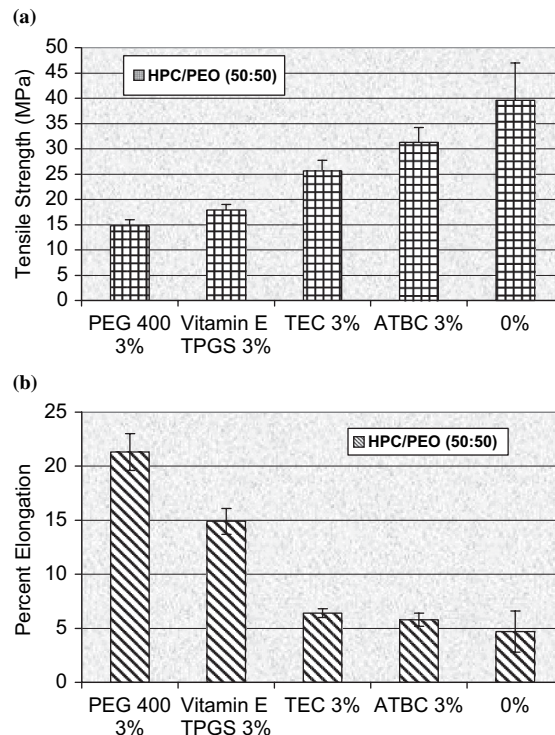 (a)
50
45
40
35
30
25
20
15
10
5
0
Tensile Strength (MPa)
HPC/PEO (50:50)
PEG 400 3%
Vitamin E TPGS 3%
TEC 3%
ATBC 3%
0%
(b)
25
20
15
10
5
0
Percent Elongation
HPC/PEO (50:50)
PEG 400 3%
Vitamin E TPGS 3%
TEC 3%
ATBC 3%
0%